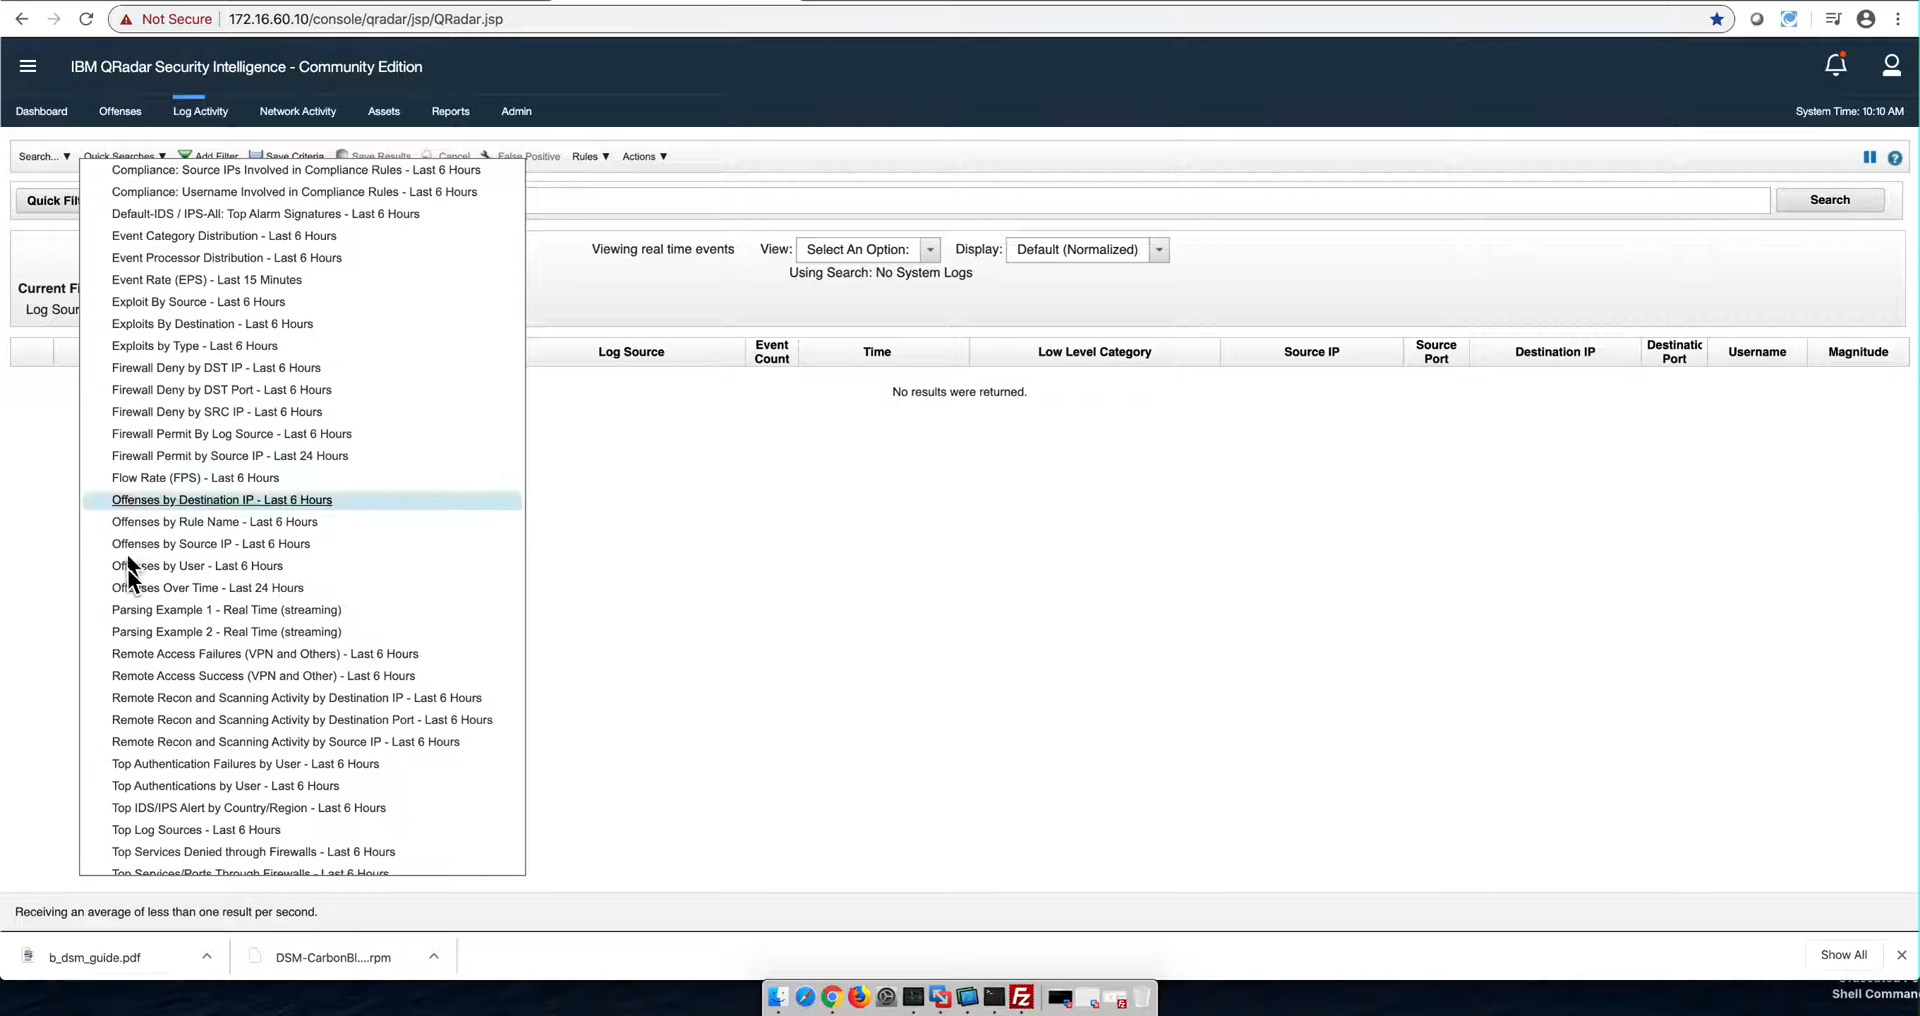 Not Secure 172.16.60.10/console/qradar/jsp/QRadar.jsp
IBM QRadar Security Intelligence - Community Edition
Dashboard Offenses Log Activity Network Activity Assets Reports Admin System Time: 10:10 AM
Search... ▼ Quick Searches ▼ Add Filter Save Criteria Save Results Cancel False Positive Rules ▼ Actions ▼
Compliance: Source IPs Involved in Compliance Rules - Last 6 Hours
Compliance: Username Involved in Compliance Rules - Last 6 Hours
Quick Filt Search
Default-IDS / IPS-All: Top Alarm Signatures - Last 6 Hours
Event Category Distribution - Last 6 Hours
Viewing real time events View: Select An Option: Display: Default (Normalized)
Event Processor Distribution - Last 6 Hours
Using Search: No System Logs
Event Rate (EPS) - Last 15 Minutes
Current Fi
Exploit By Source - Last 6 Hours
Log Sour
Exploits By Destination - Last 6 Hours
Exploits by Type - Last 6 Hours
Log Source Event Count Time Low Level Category Source IP Source Port Destination IP Destinatic Port Username Magnitude
Firewall Deny by DST IP - Last 6 Hours
Firewall Deny by DST Port - Last 6 Hours
No results were returned.
Firewall Deny by SRC IP - Last 6 Hours
Firewall Permit By Log Source - Last 6 Hours
Firewall Permit by Source IP - Last 24 Hours
Flow Rate (FPS) - Last 6 Hours
Offenses by Destination IP - Last 6 Hours
Offenses by Rule Name - Last 6 Hours
Offenses by Source IP - Last 6 Hours
Offenses by User - Last 6 Hours
Offenses Over Time - Last 24 Hours
Parsing Example 1 - Real Time (streaming)
Parsing Example 2 - Real Time (streaming)
Remote Access Failures (VPN and Others) - Last 6 Hours
Remote Access Success (VPN and Other) - Last 6 Hours
Remote Recon and Scanning Activity by Destination IP - Last 6 Hours
Remote Recon and Scanning Activity by Destination Port - Last 6 Hours
Remote Recon and Scanning Activity by Source IP - Last 6 Hours
Top Authentication Failures by User - Last 6 Hours
Top Authentications by User - Last 6 Hours
Top IDS/IPS Alert by Country/Region - Last 6 Hours
Top Log Sources - Last 6 Hours
Top Services Denied through Firewalls - Last 6 Hours
Top Services/Ports Through Firewalls - Last 6 Hours
Receiving an average of less than one result per second.
b_dsm_guide.pdf DSM-CarbonBl....rpm Show All
Shell Comman